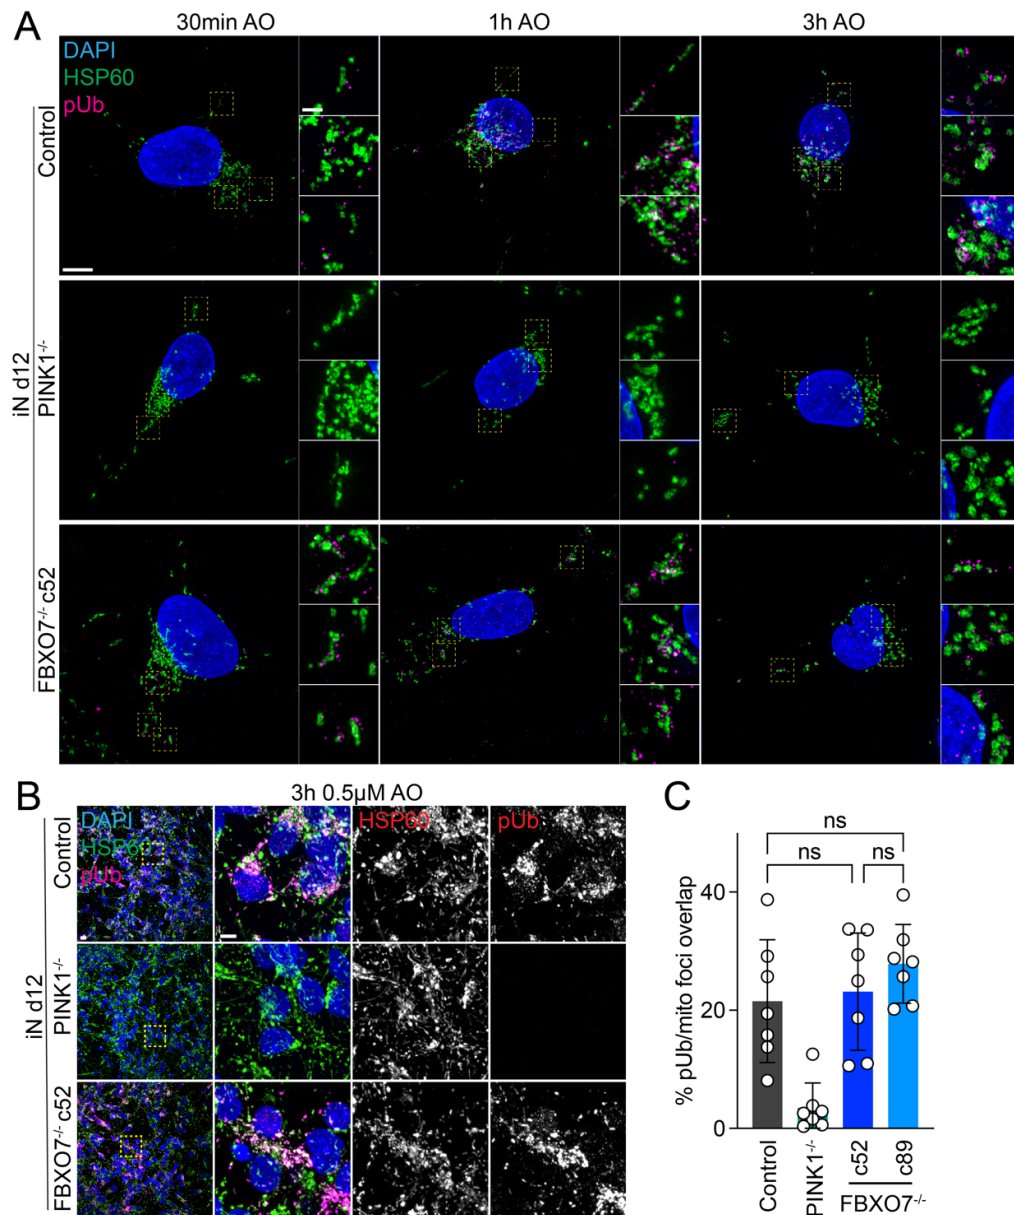 A
30min AO
1h AO
3h AO
DAPI
HSP60
pUb
Control
iN d12
PINK1-/-
FBXO7-/- c52
B
3h 0.5µM AO
DAPI
HSP60
pUb
HSP60
pUb
Control
iN d12
PINK1-/-
FBXO7-/- c52
C
ns
ns
ns
% pUb/mito foci overlap
40
20
0
Control
PINK1-/-
c52
c89
FBXO7-/-